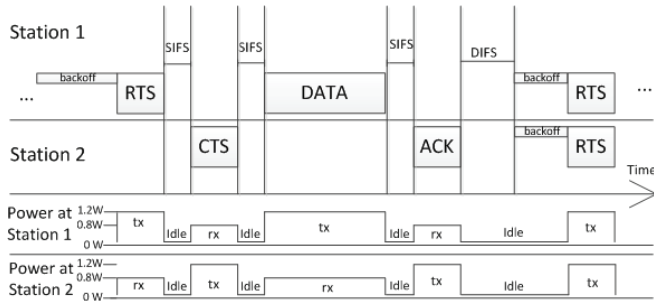 Station 1
SIFS SIFS SIFS DIFS
backoff backoff
... RTS DATA RTS ...
Station 2 CTS ACK backoff RTS
Time
Power at Station 1
1.2W
0.8W
0 W
tx Idle rx Idle tx Idle rx Idle tx
Power at Station 2
1.2W
0.8W
0 W
rx Idle tx Idle rx Idle tx Idle tx